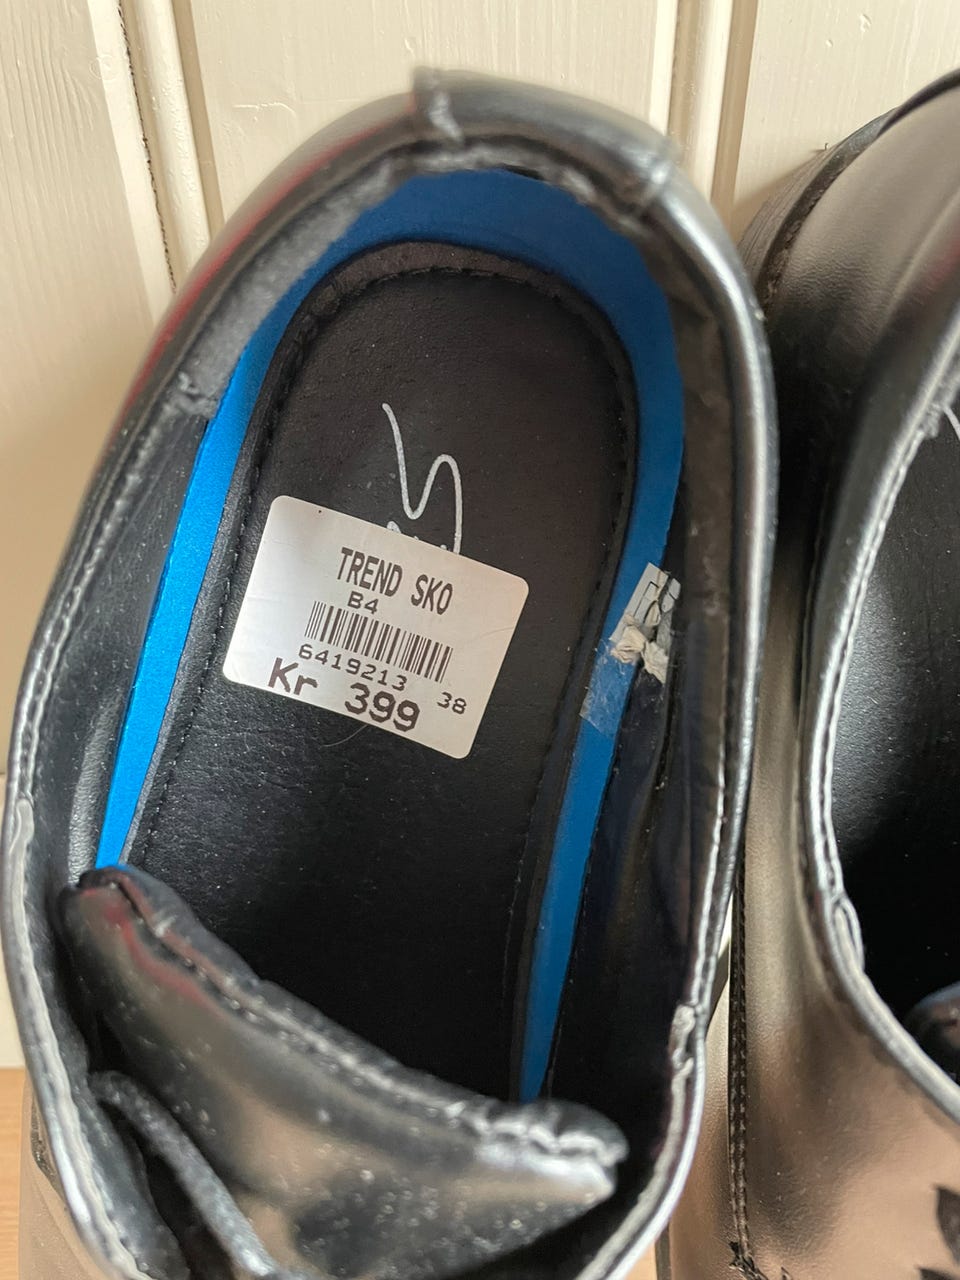 TREND SKO
B4
6419213 38
Kr 399